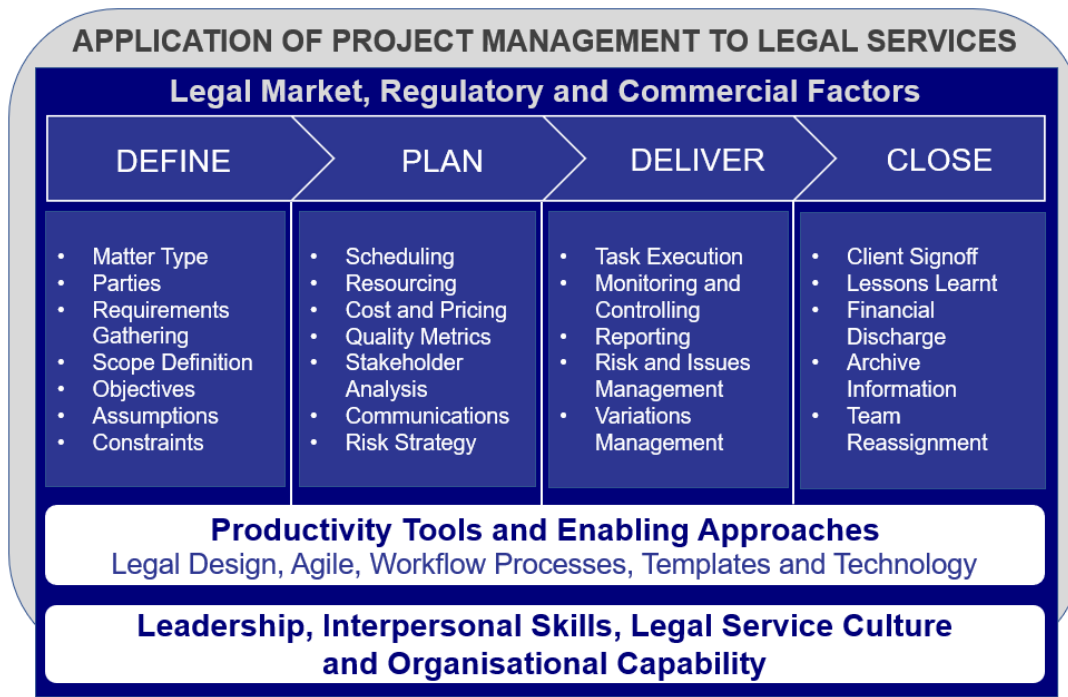 APPLICATION OF PROJECT MANAGEMENT TO LEGAL SERVICES
Legal Market, Regulatory and Commercial Factors
DEFINE
PLAN
DELIVER
CLOSE
• Matter Type
• Parties
• Requirements
Gathering
• Scope Definition
• Objectives
• Assumptions
• Constraints
• Scheduling
• Resourcing
• Cost and Pricing
• Quality Metrics
• Stakeholder
Analysis
• Communications
• Risk Strategy
• Task Execution
• Monitoring and
Controlling
• Reporting
• Risk and Issues
Management
• Variations
Management
• Client Signoff
• Lessons Learnt
• Financial
Discharge
• Archive
Information
• Team
Reassignment
Productivity Tools and Enabling Approaches
Legal Design, Agile, Workflow Processes, Templates and Technology
Leadership, Interpersonal Skills, Legal Service Culture
and Organisational Capability